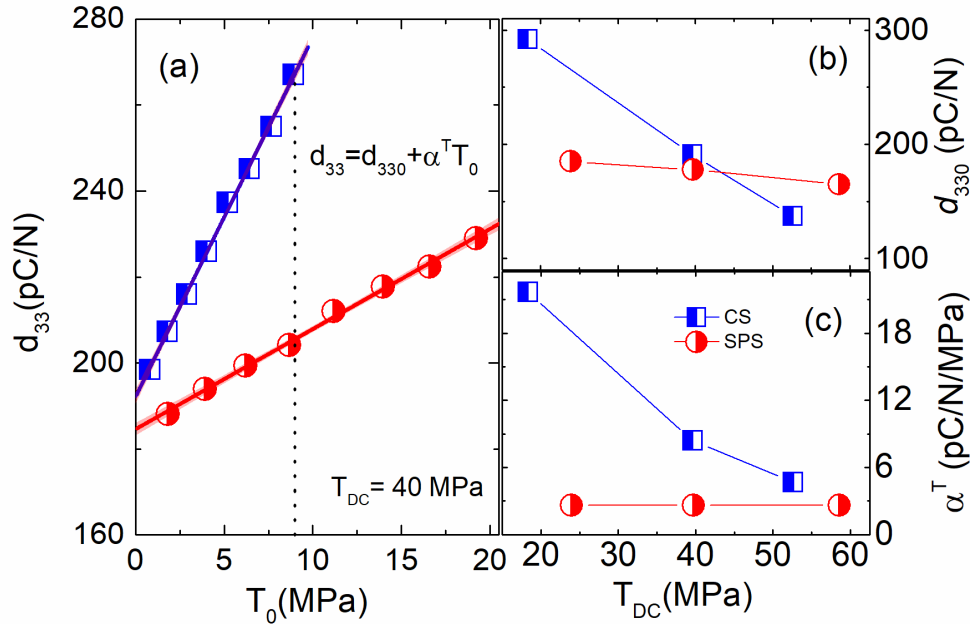 280
240
200
160
d33(pC/N)
(a)
d33=d330+αTT0
TDC= 40 MPa
0 5 10 15 20
T0(MPa)
(b)
300
200
100
d330 (pC/N)
(c)
CS
SPS
18
12
6
0
αT (pC/N/MPa)
20 30 40 50 60
TDC(MPa)